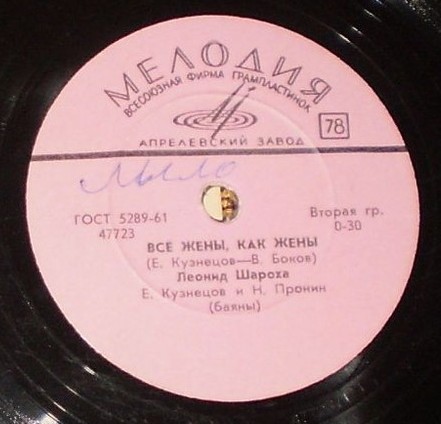 МЕЛОДИЯ
ВСЕСОЮЗНАЯ ФИРМА ГРАМПЛАСТИНОК
78
АПРЕЛЕВСКИЙ ЗАВОД
Мыло
ГОСТ 5289-61
47723
Вторая гр.
0-30
ВСЕ ЖЕНЫ, КАК ЖЕНЫ
(Е. Кузнецов—В. Боков)
Леонид Шароха
Е. Кузнецов и Н. Пронин
(баяны)